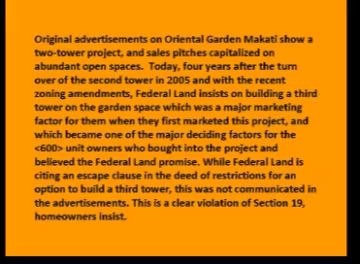 Original advertisements on Oriental Garden Makati show a
two-tower project, and sales pitches capitalized on
abundant open spaces. Today, four years after the turn
over of the second tower in 2005 and with the recent
zoning amendments, Federal Land insists on building a third
tower on the garden space which was a major marketing
factor for them when they first marketed this project, and
which became one of the major deciding factors for the
<600> unit owners who bought into the project and
believed the Federal Land promise. While Federal Land is
citing an escape clause in the deed of restrictions for an
option to build a third tower, this was not communicated in
the advertisements. This is a clear violation of Section 19,
homeowners insist.